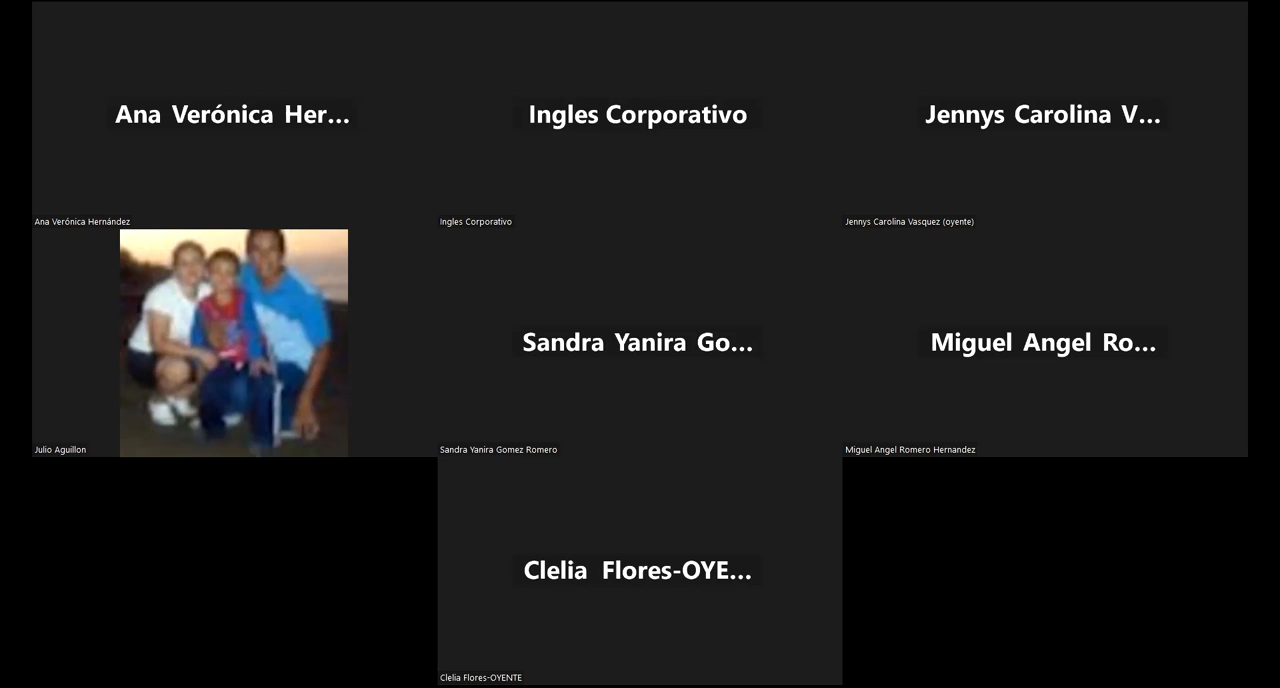 Ana Verónica Her...
Ingles Corporativo
Jennys Carolina V...
Ana Verónica Hernández
Ingles Corporativo
Jennys Carolina Vasquez (oyente)
Sandra Yanira Go...
Miguel Angel Ro...
Julio Aguillon
Sandra Yanira Gomez Romero
Miguel Angel Romero Hernandez
Clelia Flores-OYE...
Clelia Flores-OYENTE